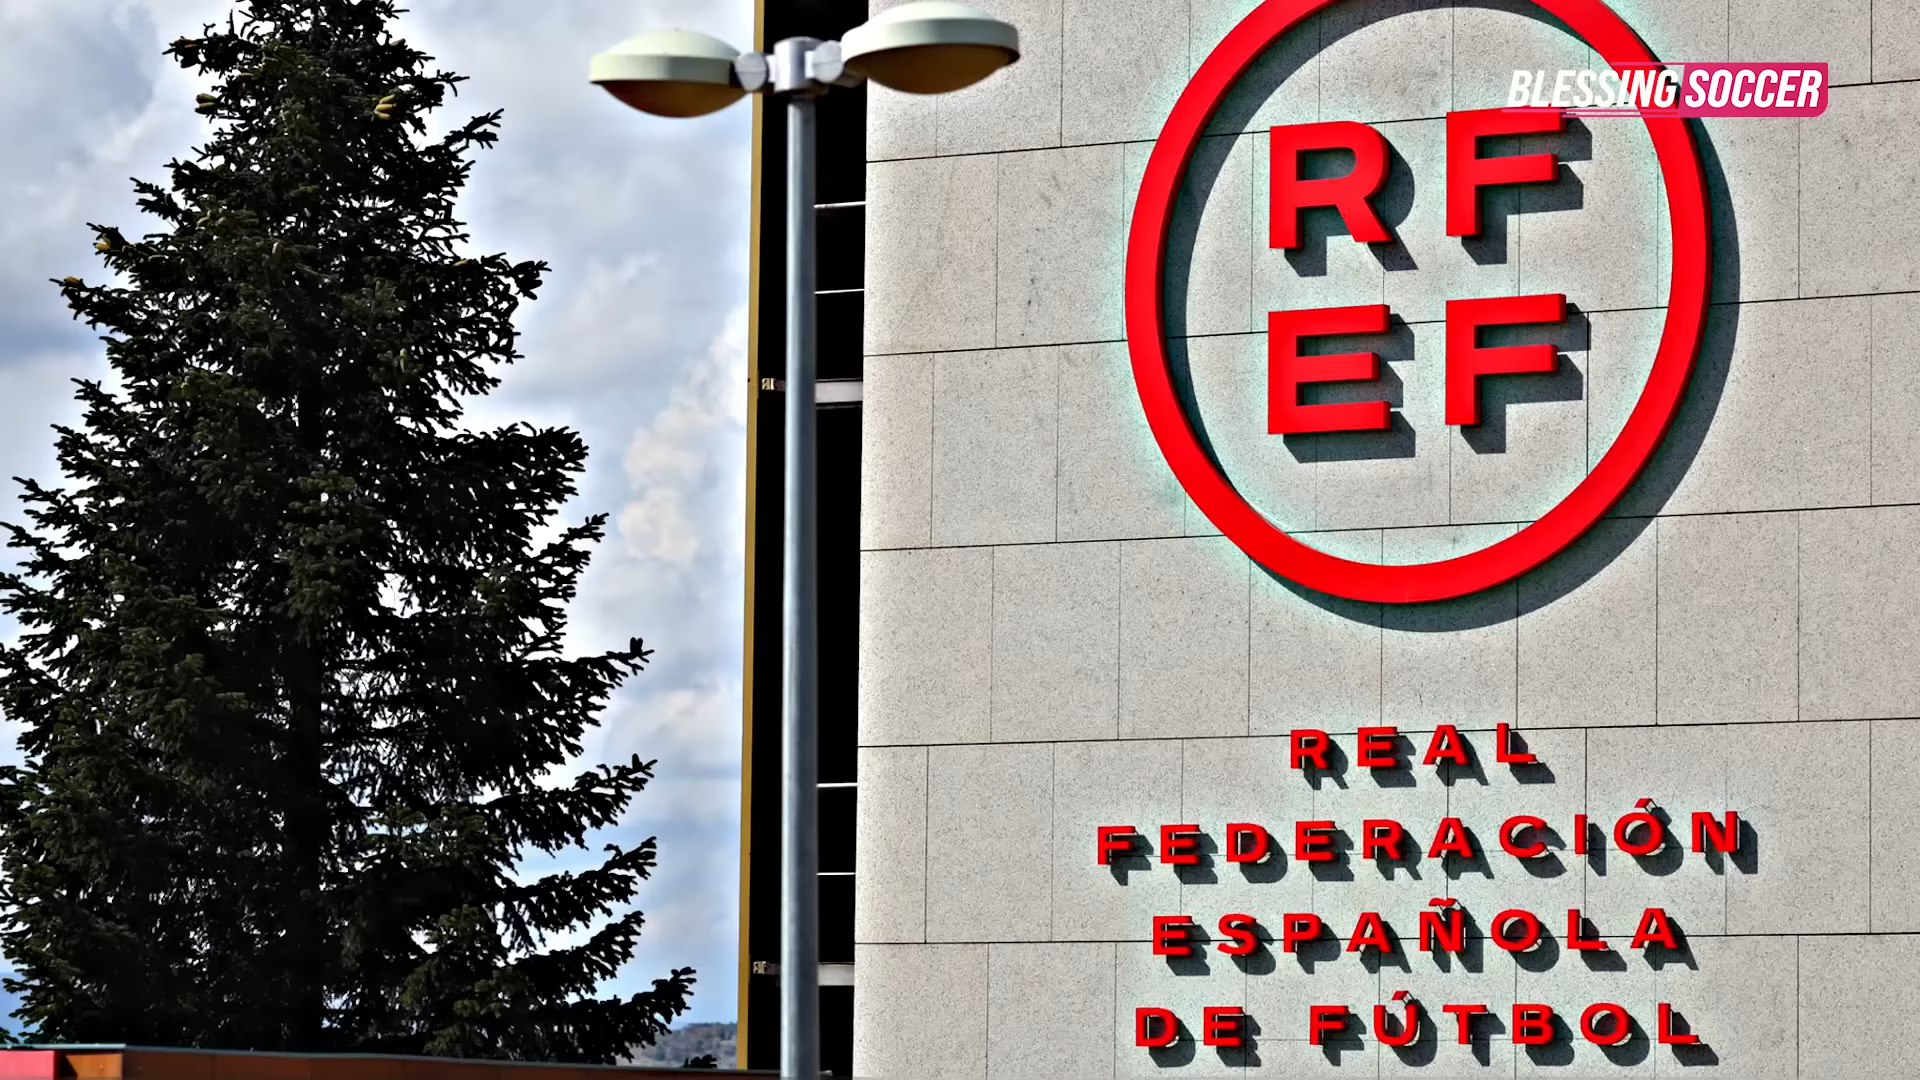 BLESSING SOCCER
RF
EF
REAL
FEDERACIÓN
ESPAÑOLA
DE FÚTBOL